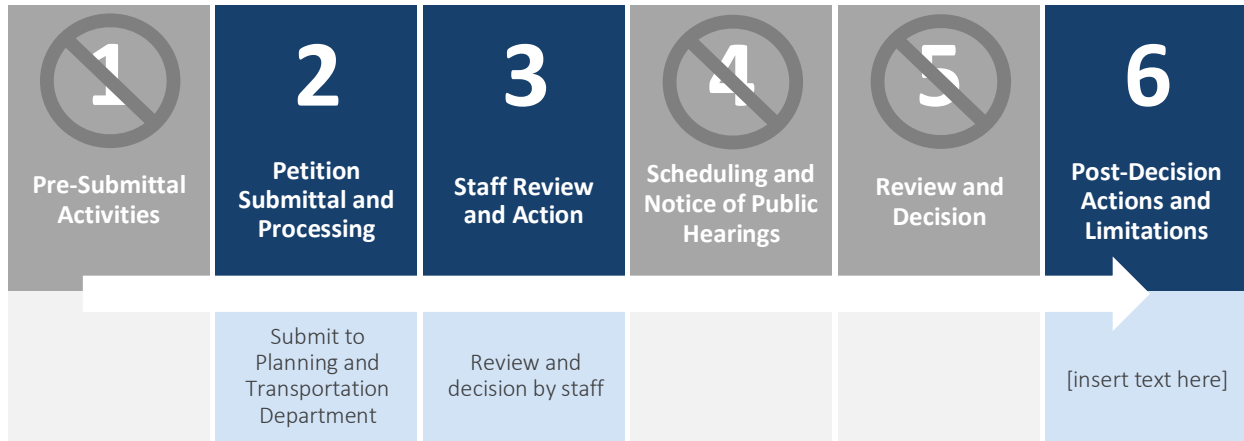 1
Pre-Submittal
Activities
2
Petition
Submittal and
Processing
3
Staff Review
and Action
4
Scheduling and
Notice of Public
Hearings
5
Review and
Decision
6
Post-Decision
Actions and
Limitations
Submit to
Planning and
Transportation
Department
Review and
decision by staff
[insert text here]